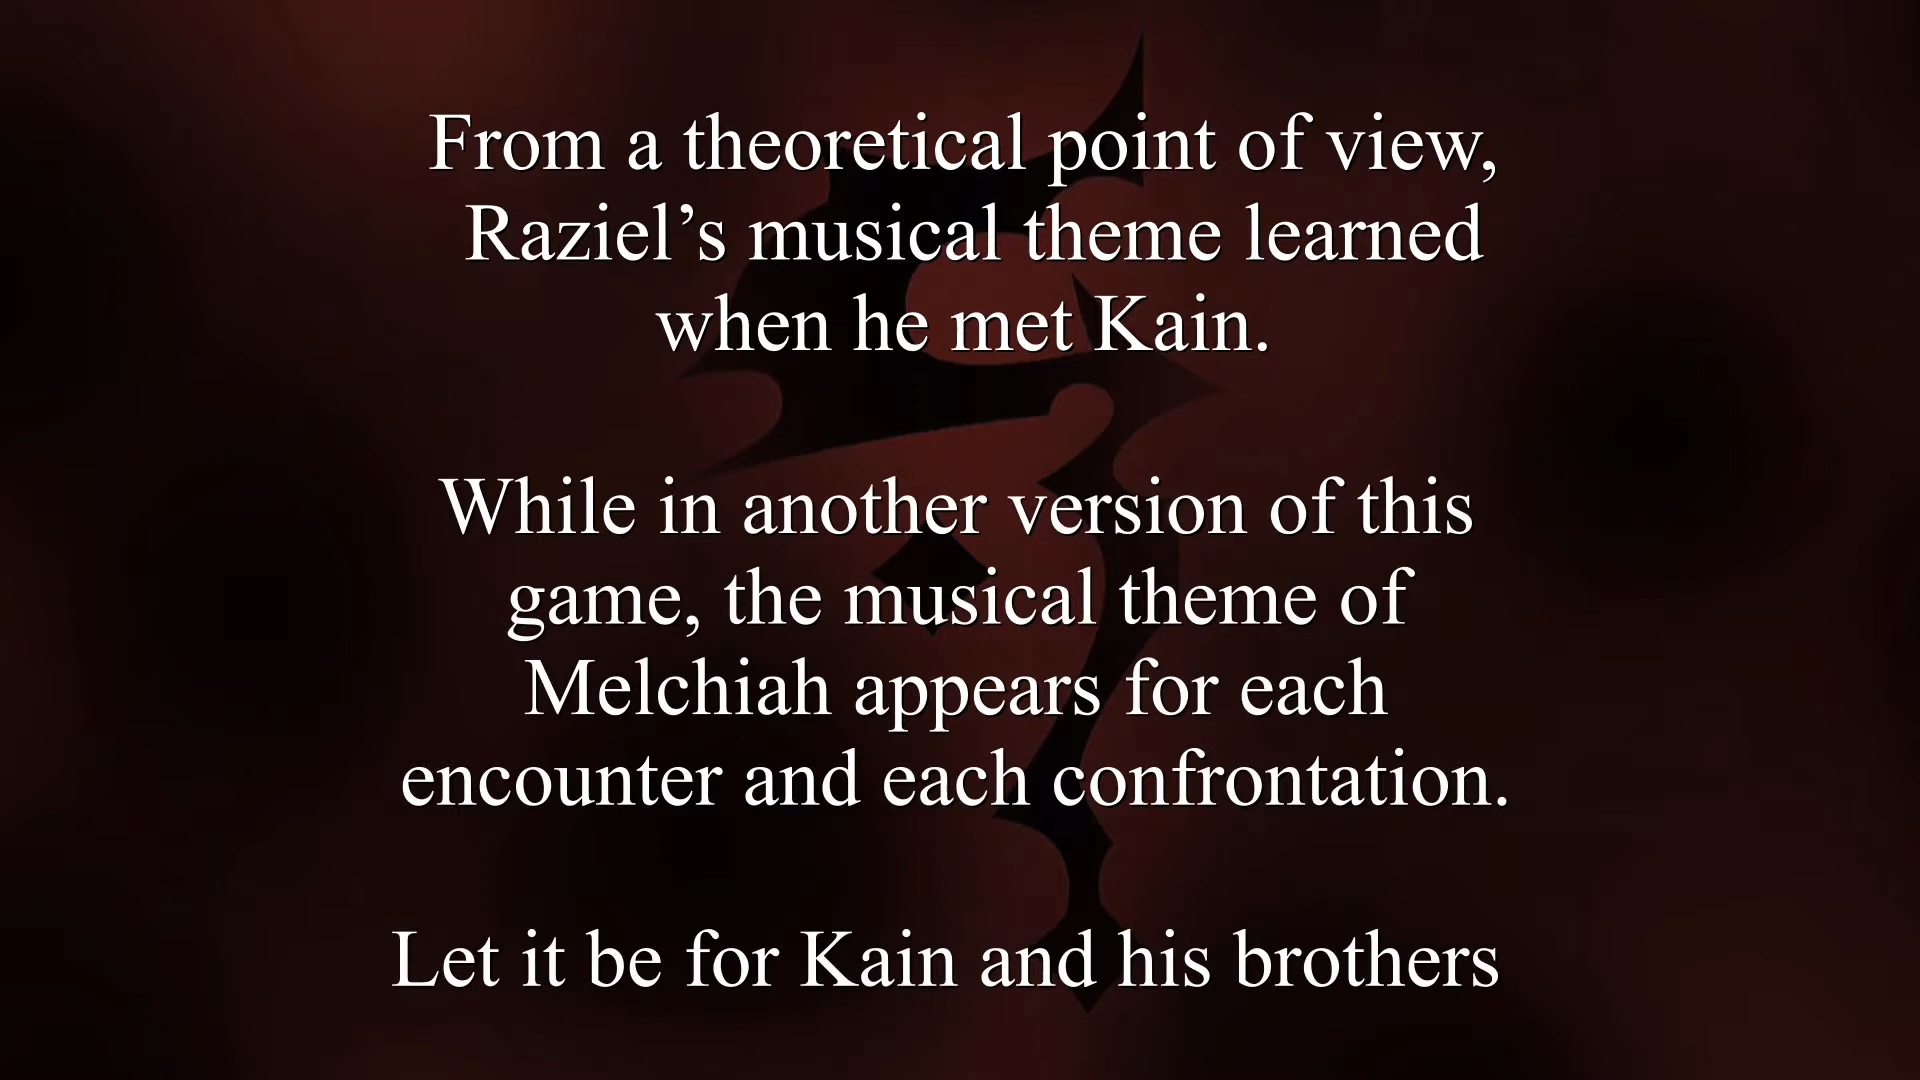 From a theoretical point of view,
Raziel’s musical theme learned
when he met Kain.
While in another version of this
game, the musical theme of
Melchiah appears for each
encounter and each confrontation.
Let it be for Kain and his brothers